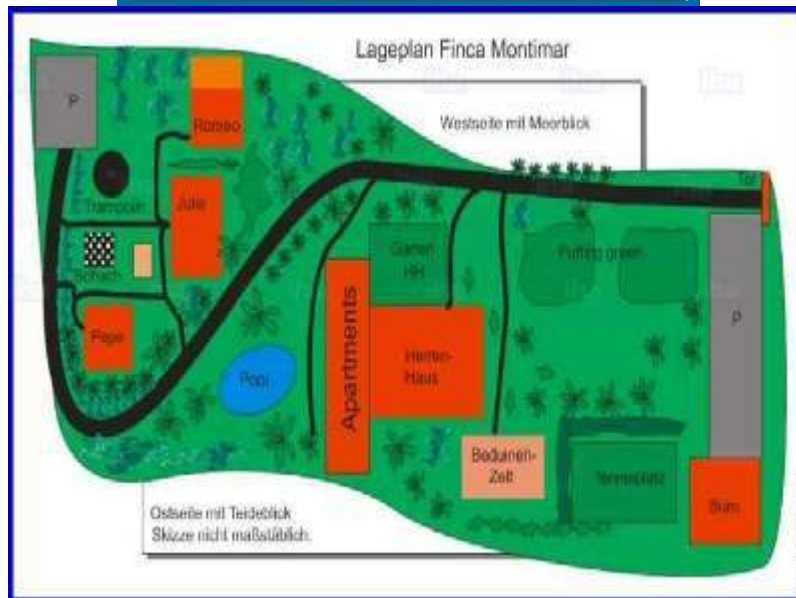 Lageplan Finca Montimar
Westseite mit Meerblick
P
Romeo
Tor
Trampolin
Julia
Schach
Garten
HH
Putting green
P
Pepe
Pool
Apartments
Herren-
Haus
Beduinen-
Zelt
Tennisplatz
Büro
Ostseite mit Teideblick
Skizze nicht maßstäblich.